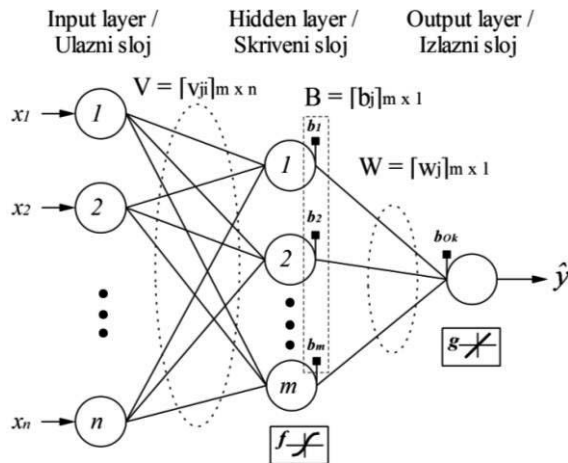 Input layer /
Ulazni sloj
Hidden layer /
Skriveni sloj
Output layer /
Izlazni sloj
V = ⌈vji⌉m x n
B = ⌈bj⌉m x 1
W = ⌈wj⌉m x 1
x1
1
x2
2
xn
n
b1
1
b2
2
bm
m
f
bOk
ŷ
g